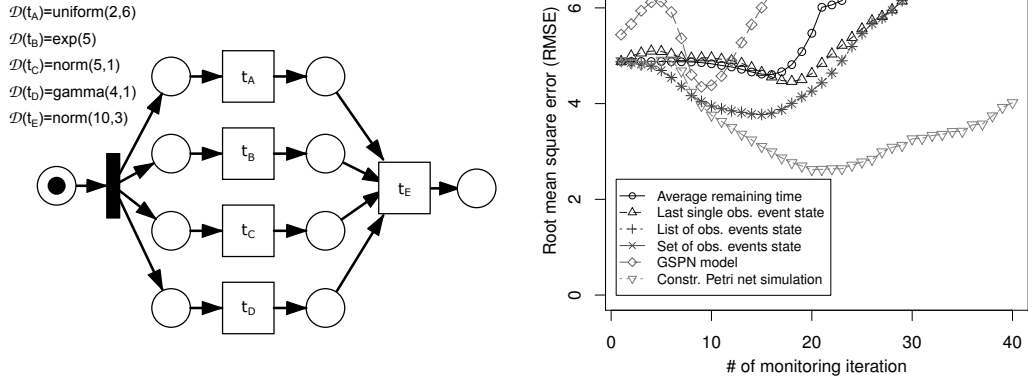 𝒟(tA)=uniform(2,6)
𝒟(tB)=exp(5)
𝒟(tC)=norm(5,1)
𝒟(tD)=gamma(4,1)
𝒟(tE)=norm(10,3)
tA
tB
tC
tD
tE
Root mean square error (RMSE)
6
4
2
0
Average remaining time
Last single obs. event state
List of obs. events state
Set of obs. events state
GSPN model
Constr. Petri net simulation
0 10 20 30 40
# of monitoring iteration